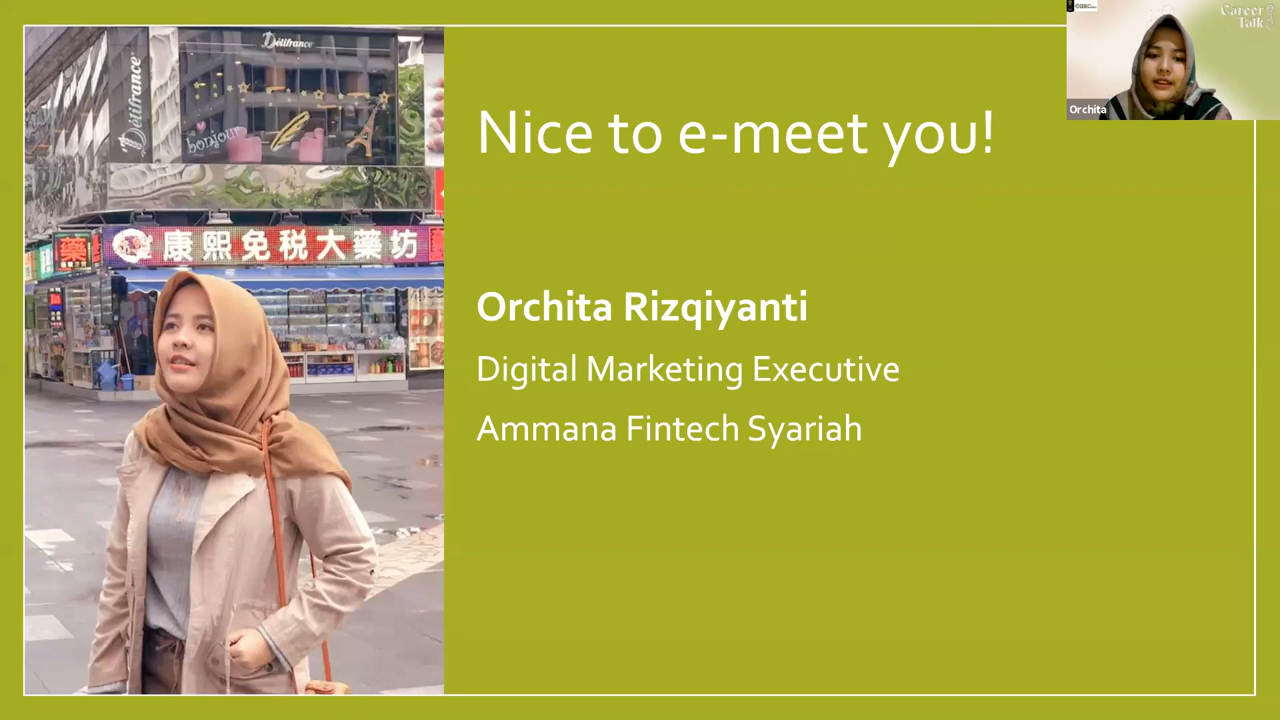 Délifrance
Délifrance
bonjour
康熙免税大藥坊
藥
Nice to e-meet you!
Orchita Rizqiyanti
Digital Marketing Executive
Ammana Fintech Syariah
Career
Talk
Orchita